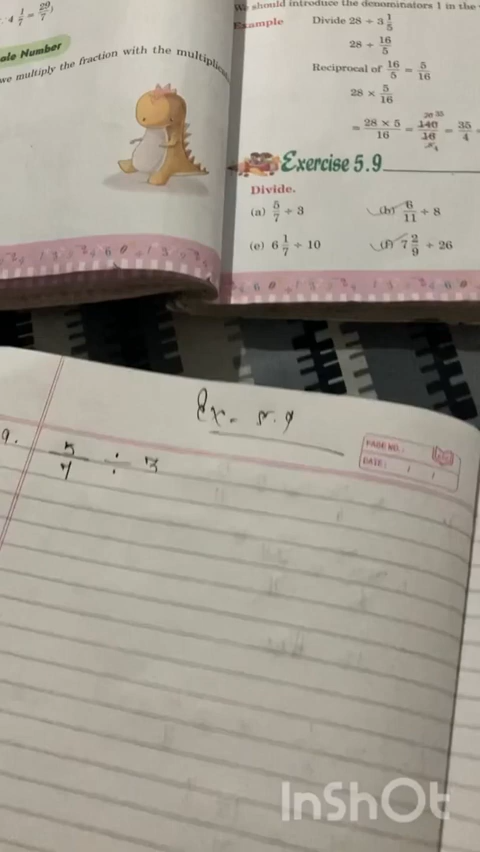 4 1/7 = 29/7)
ole Number
we multiply the fraction with the multiplic
We should introduce the denominators 1 in the
Example Divide 28 ÷ 3 1/5
28 ÷ 16/5
Reciprocal of 16/5 = 5/16
28 × 5/16
= 28 × 5/16 = 140/16 = 35/4 =
Exercise 5.9
Divide.
(a) 5/7 ÷ 3 (b) 6/11 ÷ 8
(e) 6 1/7 ÷ 10 (f) 7 2/9 ÷ 26
Ex- 5.9
PAGE NO.:
DATE: / /
a. 5/7 ÷ 3
InShOt